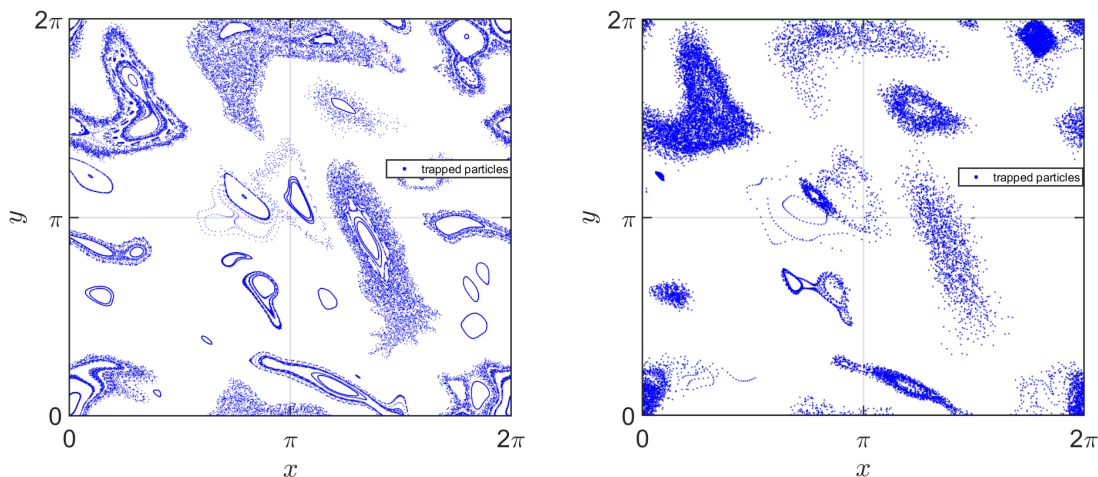 2π
y
π
trapped particles
0
0
π
2π
x
2π
y
π
trapped particles
0
0
π
2π
x